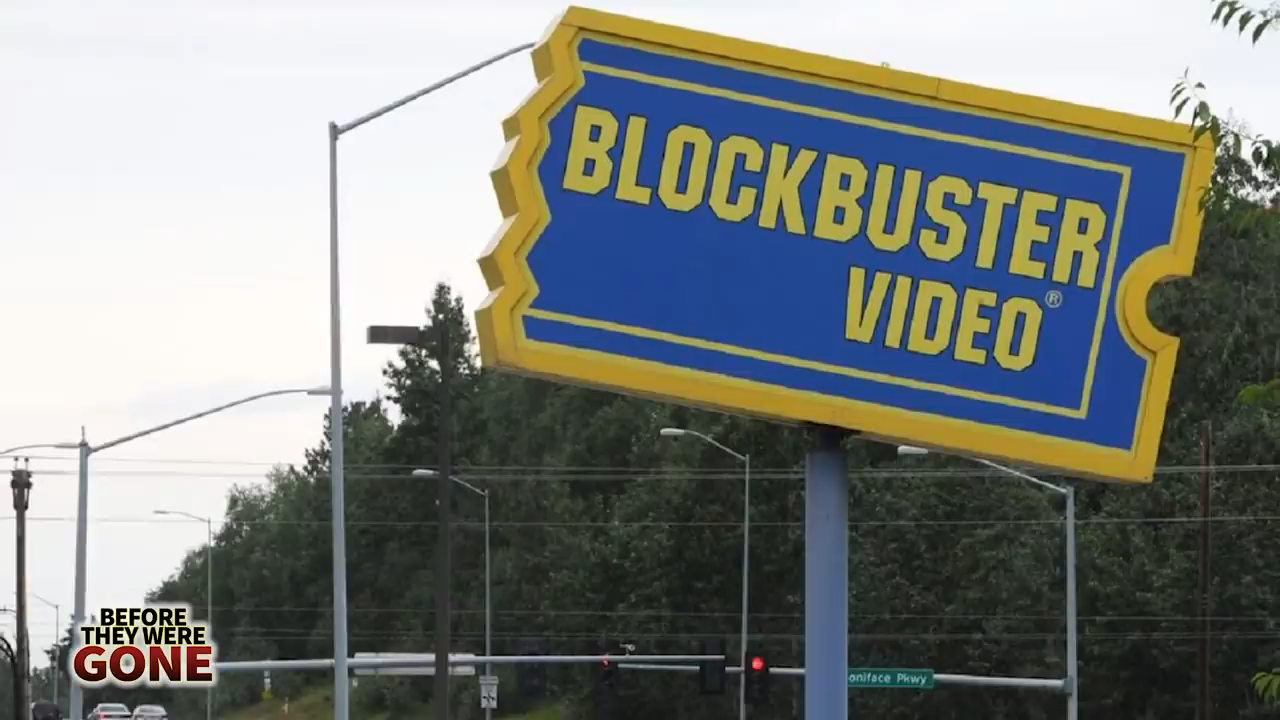 BLOCKBUSTER
VIDEO®
oniface Pkwy
BEFORE
THEY WERE
GONE